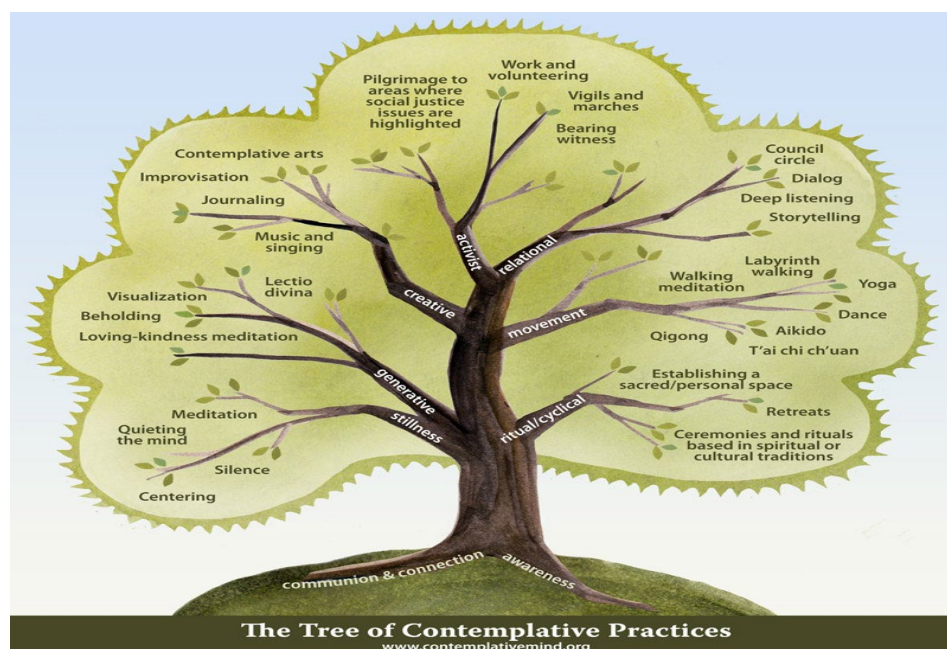 Work and
volunteering
Pilgrimage to
areas where
social justice
issues are
highlighted
Vigils and
marches
Bearing
witness
Contemplative arts
Improvisation
Journaling
Music and
singing
Council
circle
Dialog
Deep listening
Storytelling
activist
relational
creative
movement
Lectio
divina
Visualization
Beholding
Loving-kindness meditation
Walking
meditation
Labyrinth
walking
Yoga
Dance
Qigong
Aikido
T'ai chi ch'uan
generative
stillness
ritual/cyclical
Meditation
Quieting
the mind
Silence
Centering
Establishing a
sacred/personal space
Retreats
Ceremonies and rituals
based in spiritual or
cultural traditions
communion & connection
awareness
The Tree of Contemplative Practices
www.contemplativemind.org